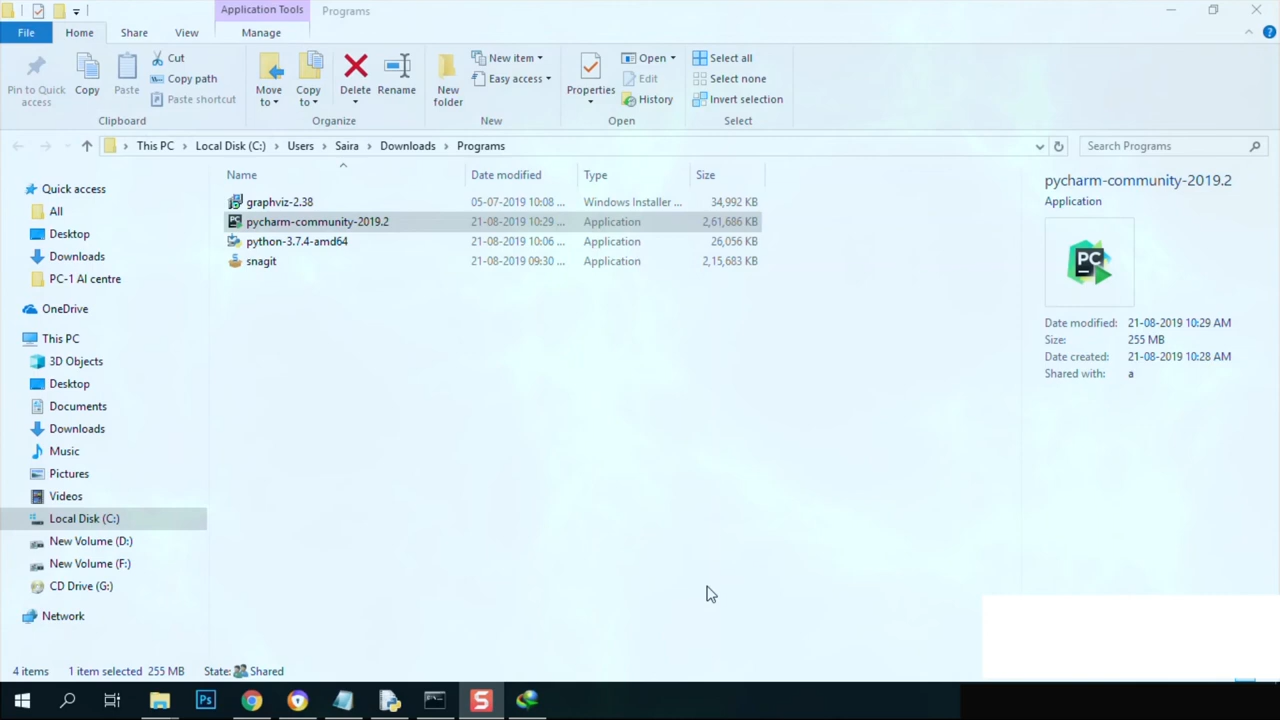 Application Tools
Programs
File
Home
Share
View
Manage
Pin to Quick access
Copy
Paste
Cut
Copy path
Paste shortcut
Clipboard
Move to
Copy to
Delete
Rename
Organize
New folder
New item
Easy access
New
Properties
Open
Edit
History
Open
Select all
Select none
Invert selection
Select
This PC
Local Disk (C:)
Users
Saira
Downloads
Programs
Search Programs
Name
Date modified
Type
Size
graphviz-2.38
05-07-2019 10:08 ...
Windows Installer ...
34,992 KB
pycharm-community-2019.2
21-08-2019 10:29 ...
Application
2,61,686 KB
python-3.7.4-amd64
21-08-2019 10:06 ...
Application
26,056 KB
snagit
21-08-2019 09:30 ...
Application
2,15,683 KB
Quick access
All
Desktop
Downloads
PC-1 AI centre
OneDrive
This PC
3D Objects
Desktop
Documents
Downloads
Music
Pictures
Videos
Local Disk (C:)
New Volume (D:)
New Volume (F:)
CD Drive (G:)
Network
pycharm-community-2019.2
Application
PC
Date modified: 21-08-2019 10:29 AM
Size: 255 MB
Date created: 21-08-2019 10:28 AM
Shared with: a
4 items
1 item selected 255 MB
State: Shared
Ps
S